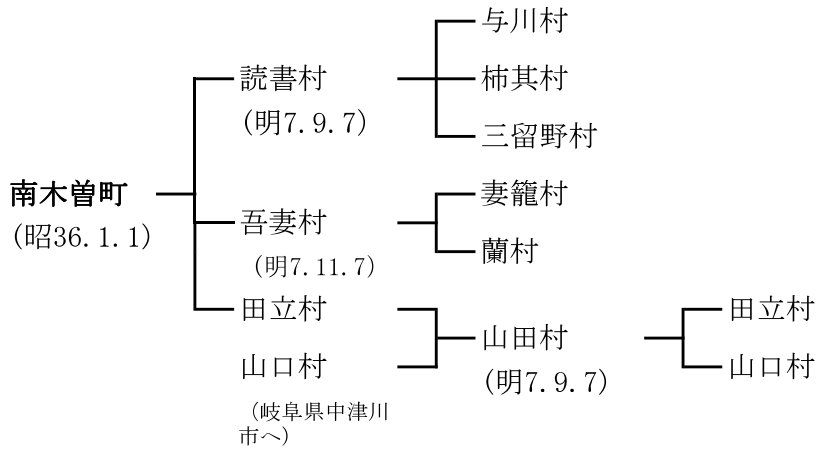 与川村
読書村
柿其村
(明7.9.7)
三留野村
南木曽町
(昭36.1.1)
妻籠村
吾妻村
蘭村
(明7.11.7)
田立村
田立村
山田村
山口村
山口村
(明7.9.7)
(岐阜県中津川
市へ)